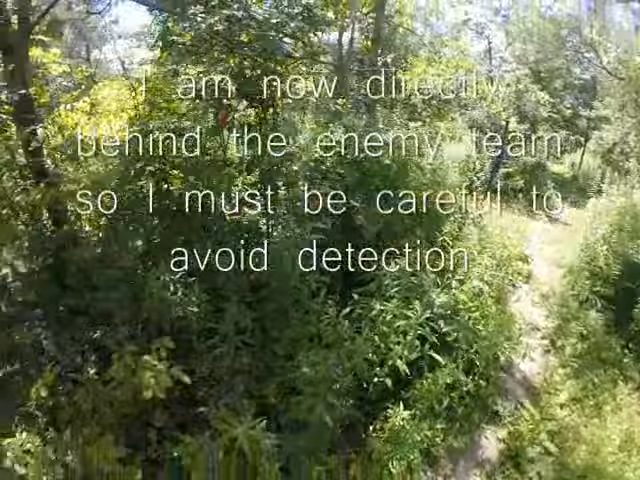 I am now directly
behind the enemy team
so I must be careful to
avoid detection